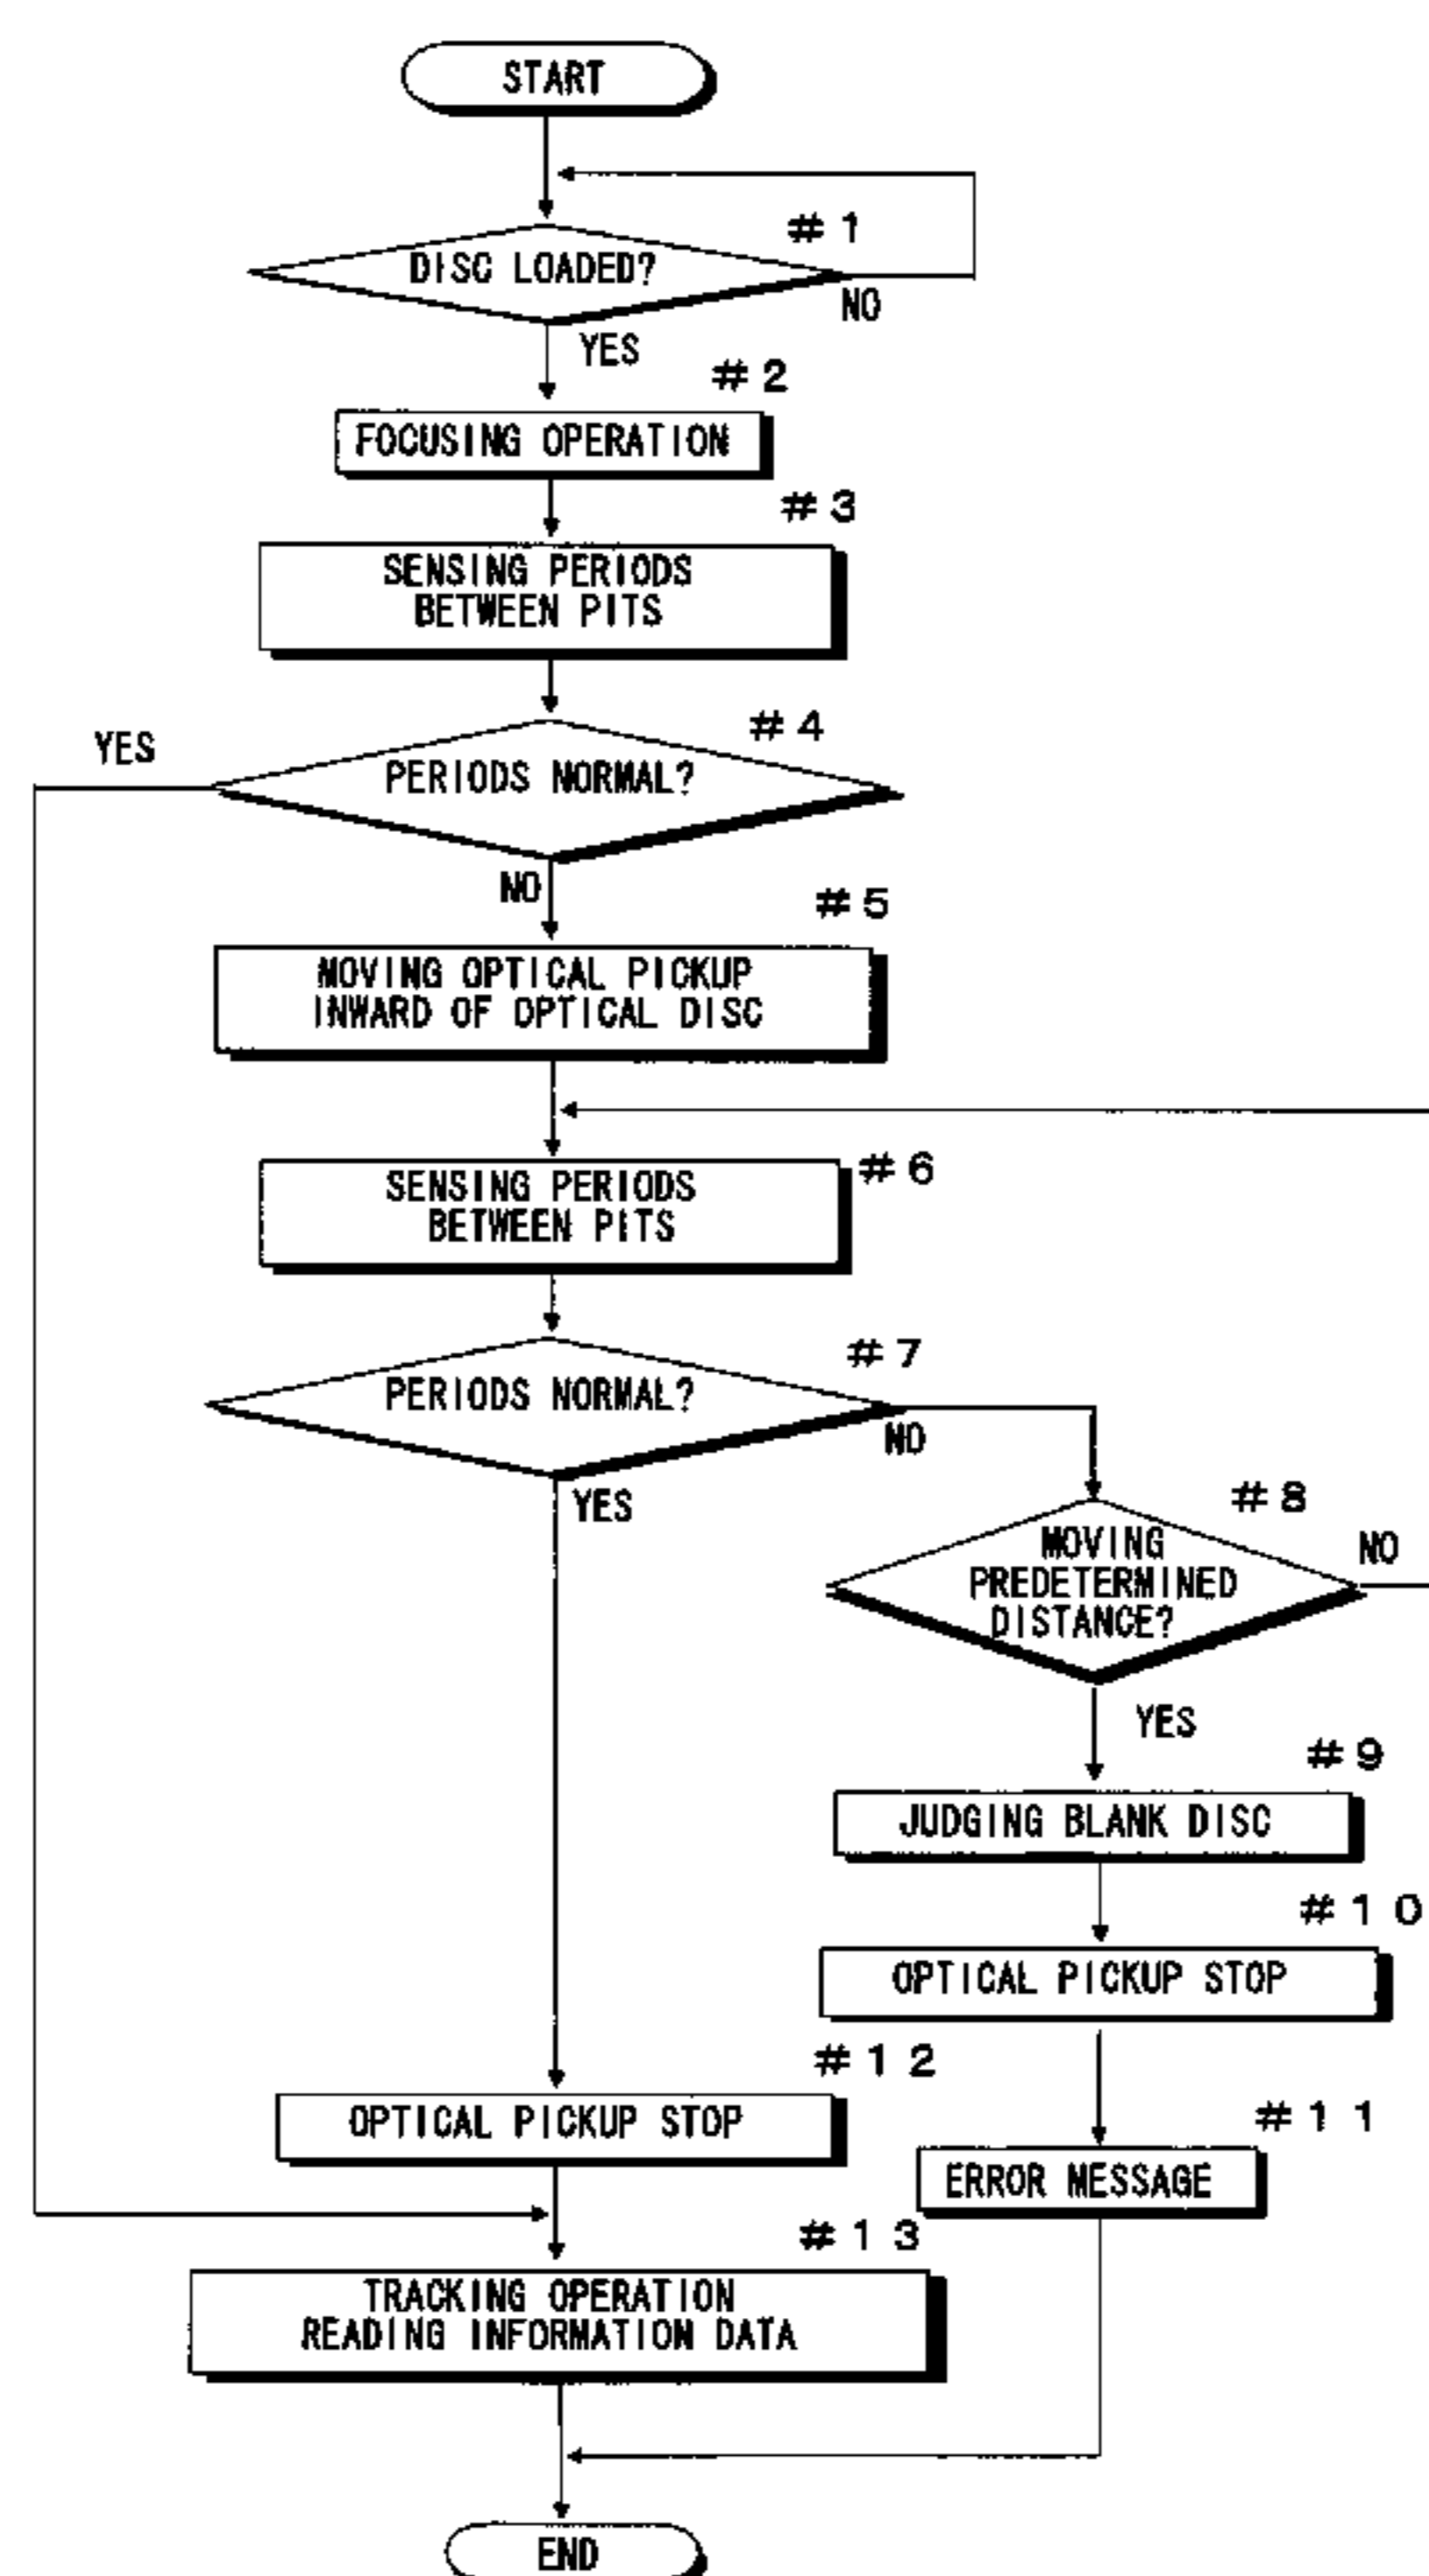 START
#1
DISC LOADED?
NO
YES
#2
FOCUSING OPERATION
#3
SENSING PERIODS
BETWEEN PITS
#4
YES
PERIODS NORMAL?
NO
#5
MOVING OPTICAL PICKUP
INWARD OF OPTICAL DISC
#6
SENSING PERIODS
BETWEEN PITS
#7
PERIODS NORMAL?
NO
YES
#8
MOVING
PREDETERMINED
DISTANCE?
NO
YES
#9
JUDGING BLANK DISC
#10
OPTICAL PICKUP STOP
#12
OPTICAL PICKUP STOP
#11
ERROR MESSAGE
#13
TRACKING OPERATION
READING INFORMATION DATA
END